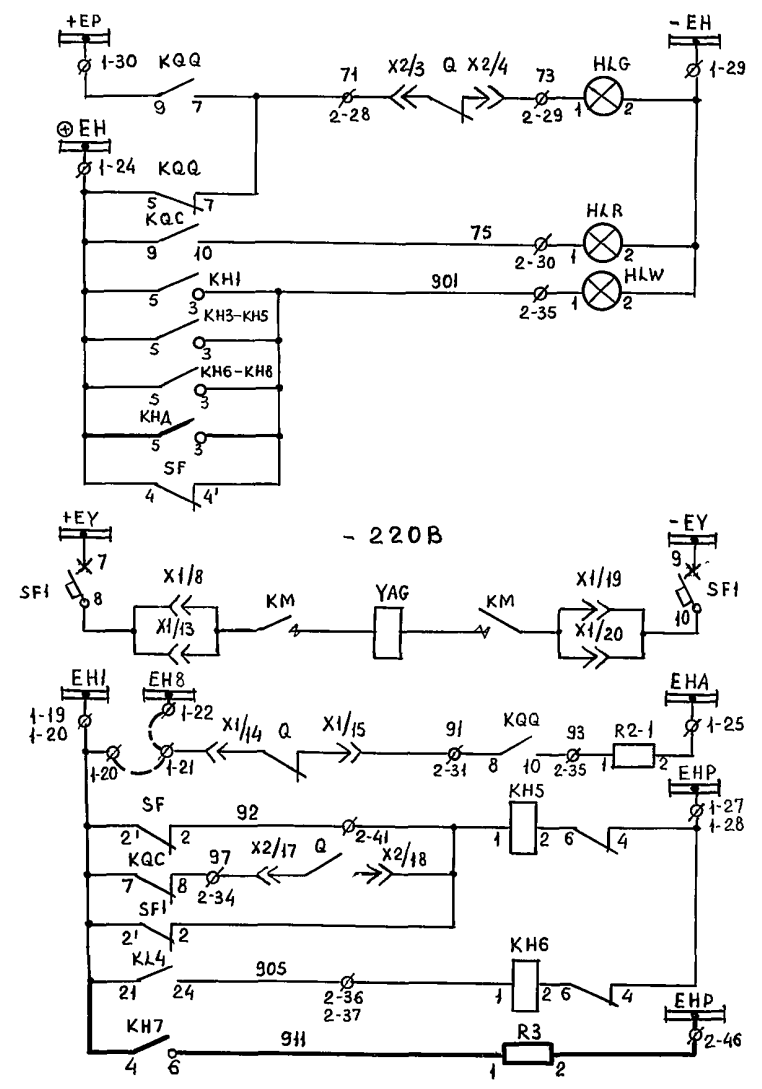 +EP
-EH
1-30 KQQ
X2/3 Q X2/4 HLG
71 73 1-29
9 7
2-28 2-29 1 2
⊕ EH
1-24 KQQ
5 7
KQC HLR
75
9 10 2-30 1 2
KH1 901 HLW
5 3 2-35 1 2
KH3-KH5
5 3
KH6-KH8
5 3
КНД
5 3
SF
4 4'
+EY - 220В -EY
7 9
SF1 8 X1/8 KM YAG KM X1/19 SF1
10
X1/13 X1/20
EH1 EH8 EHA
1-19 1-22 1-25
1-20
X1/14 Q X1/15 91 KQQ 93 R2-1
1-20 1-21 2-31 8 10 2-35 1 2
EHP
KH5 1-27
1-28
SF 92
2' 2 2-41 1 2 6 4
KQC 97 X2/17 Q X2/18
7 8 2-34
SF1
2' 2
KL4 905 KH6
21 24 2-36 1 2 6 4
2-37
EHP
KH7 911 R3 2-46
4 6 1 2